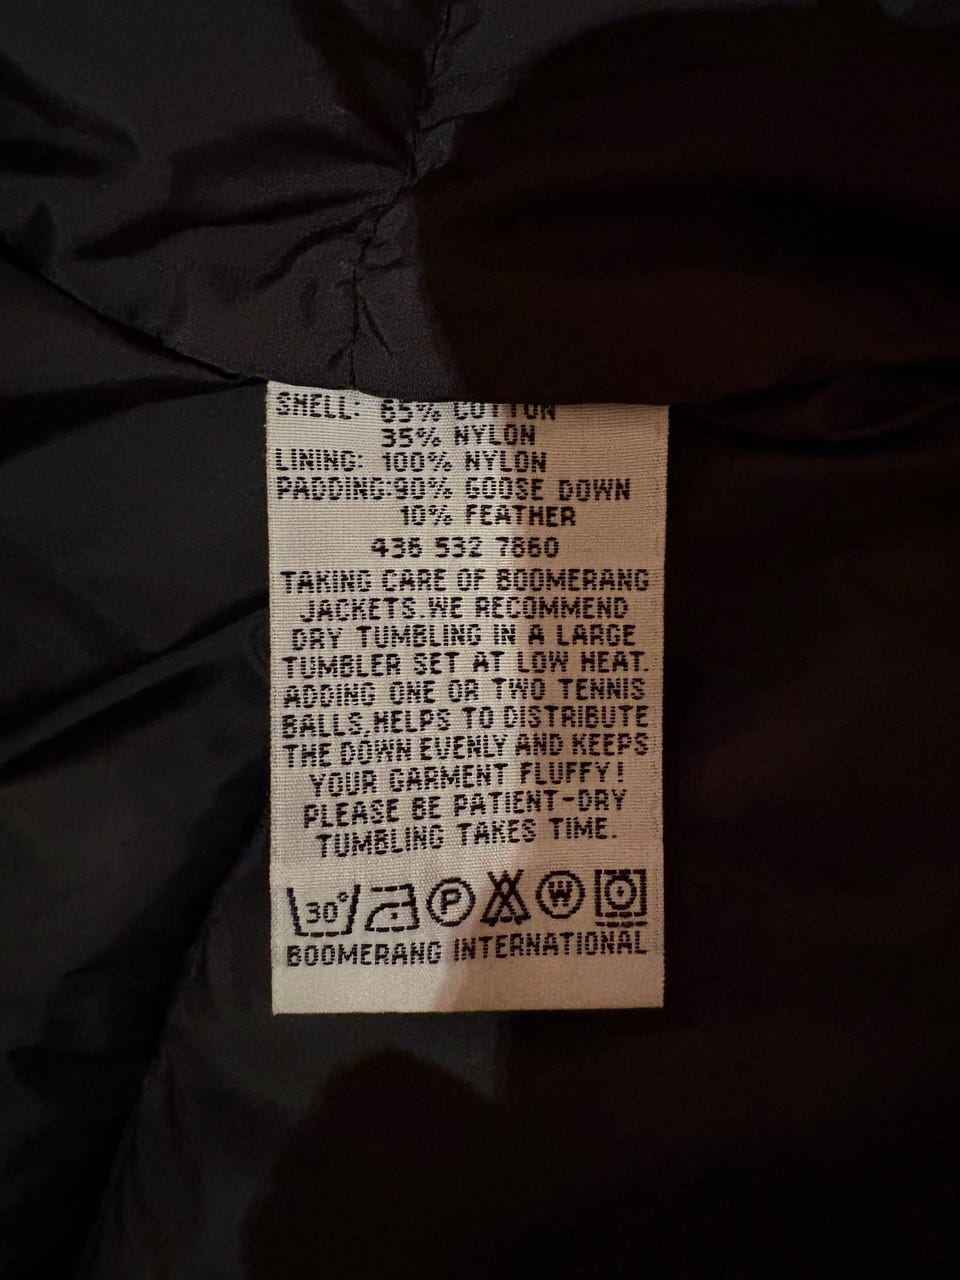 SHELL: 65% COTTON
35% NYLON
LINING: 100% NYLON
PADDING:90% GOOSE DOWN
10% FEATHER
436 532 7860
TAKING CARE OF BOOMERANG
JACKETS.WE RECOMMEND
DRY TUMBLING IN A LARGE
TUMBLER SET AT LOW HEAT.
ADDING ONE OR TWO TENNIS
BALLS,HELPS TO DISTRIBUTE
THE DOWN EVENLY AND KEEPS
YOUR GARMENT FLUFFY!
PLEASE BE PATIENT-DRY
TUMBLING TAKES TIME.
30° P W
BOOMERANG INTERNATIONAL